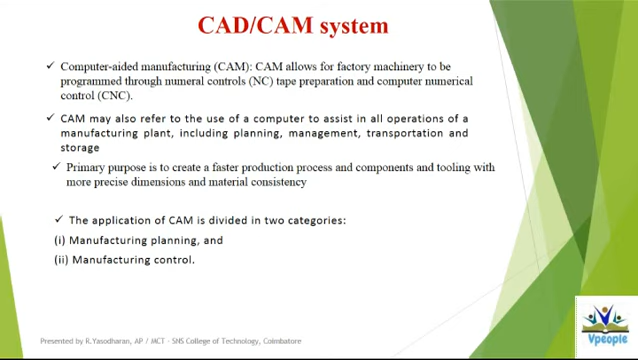 CAD/CAM system
✓ Computer-aided manufacturing (CAM): CAM allows for factory machinery to be
programmed through numeral controls (NC) tape preparation and computer numerical
control (CNC).
✓ CAM may also refer to the use of a computer to assist in all operations of a
manufacturing plant, including planning, management, transportation and
storage
✓ Primary purpose is to create a faster production process and components and tooling with
more precise dimensions and material consistency
✓ The application of CAM is divided in two categories:
(i) Manufacturing planning, and
(ii) Manufacturing control.
Presented by R.Yasodharan, AP / MCT - SNS College of Technology, Coimbatore
Vpeople